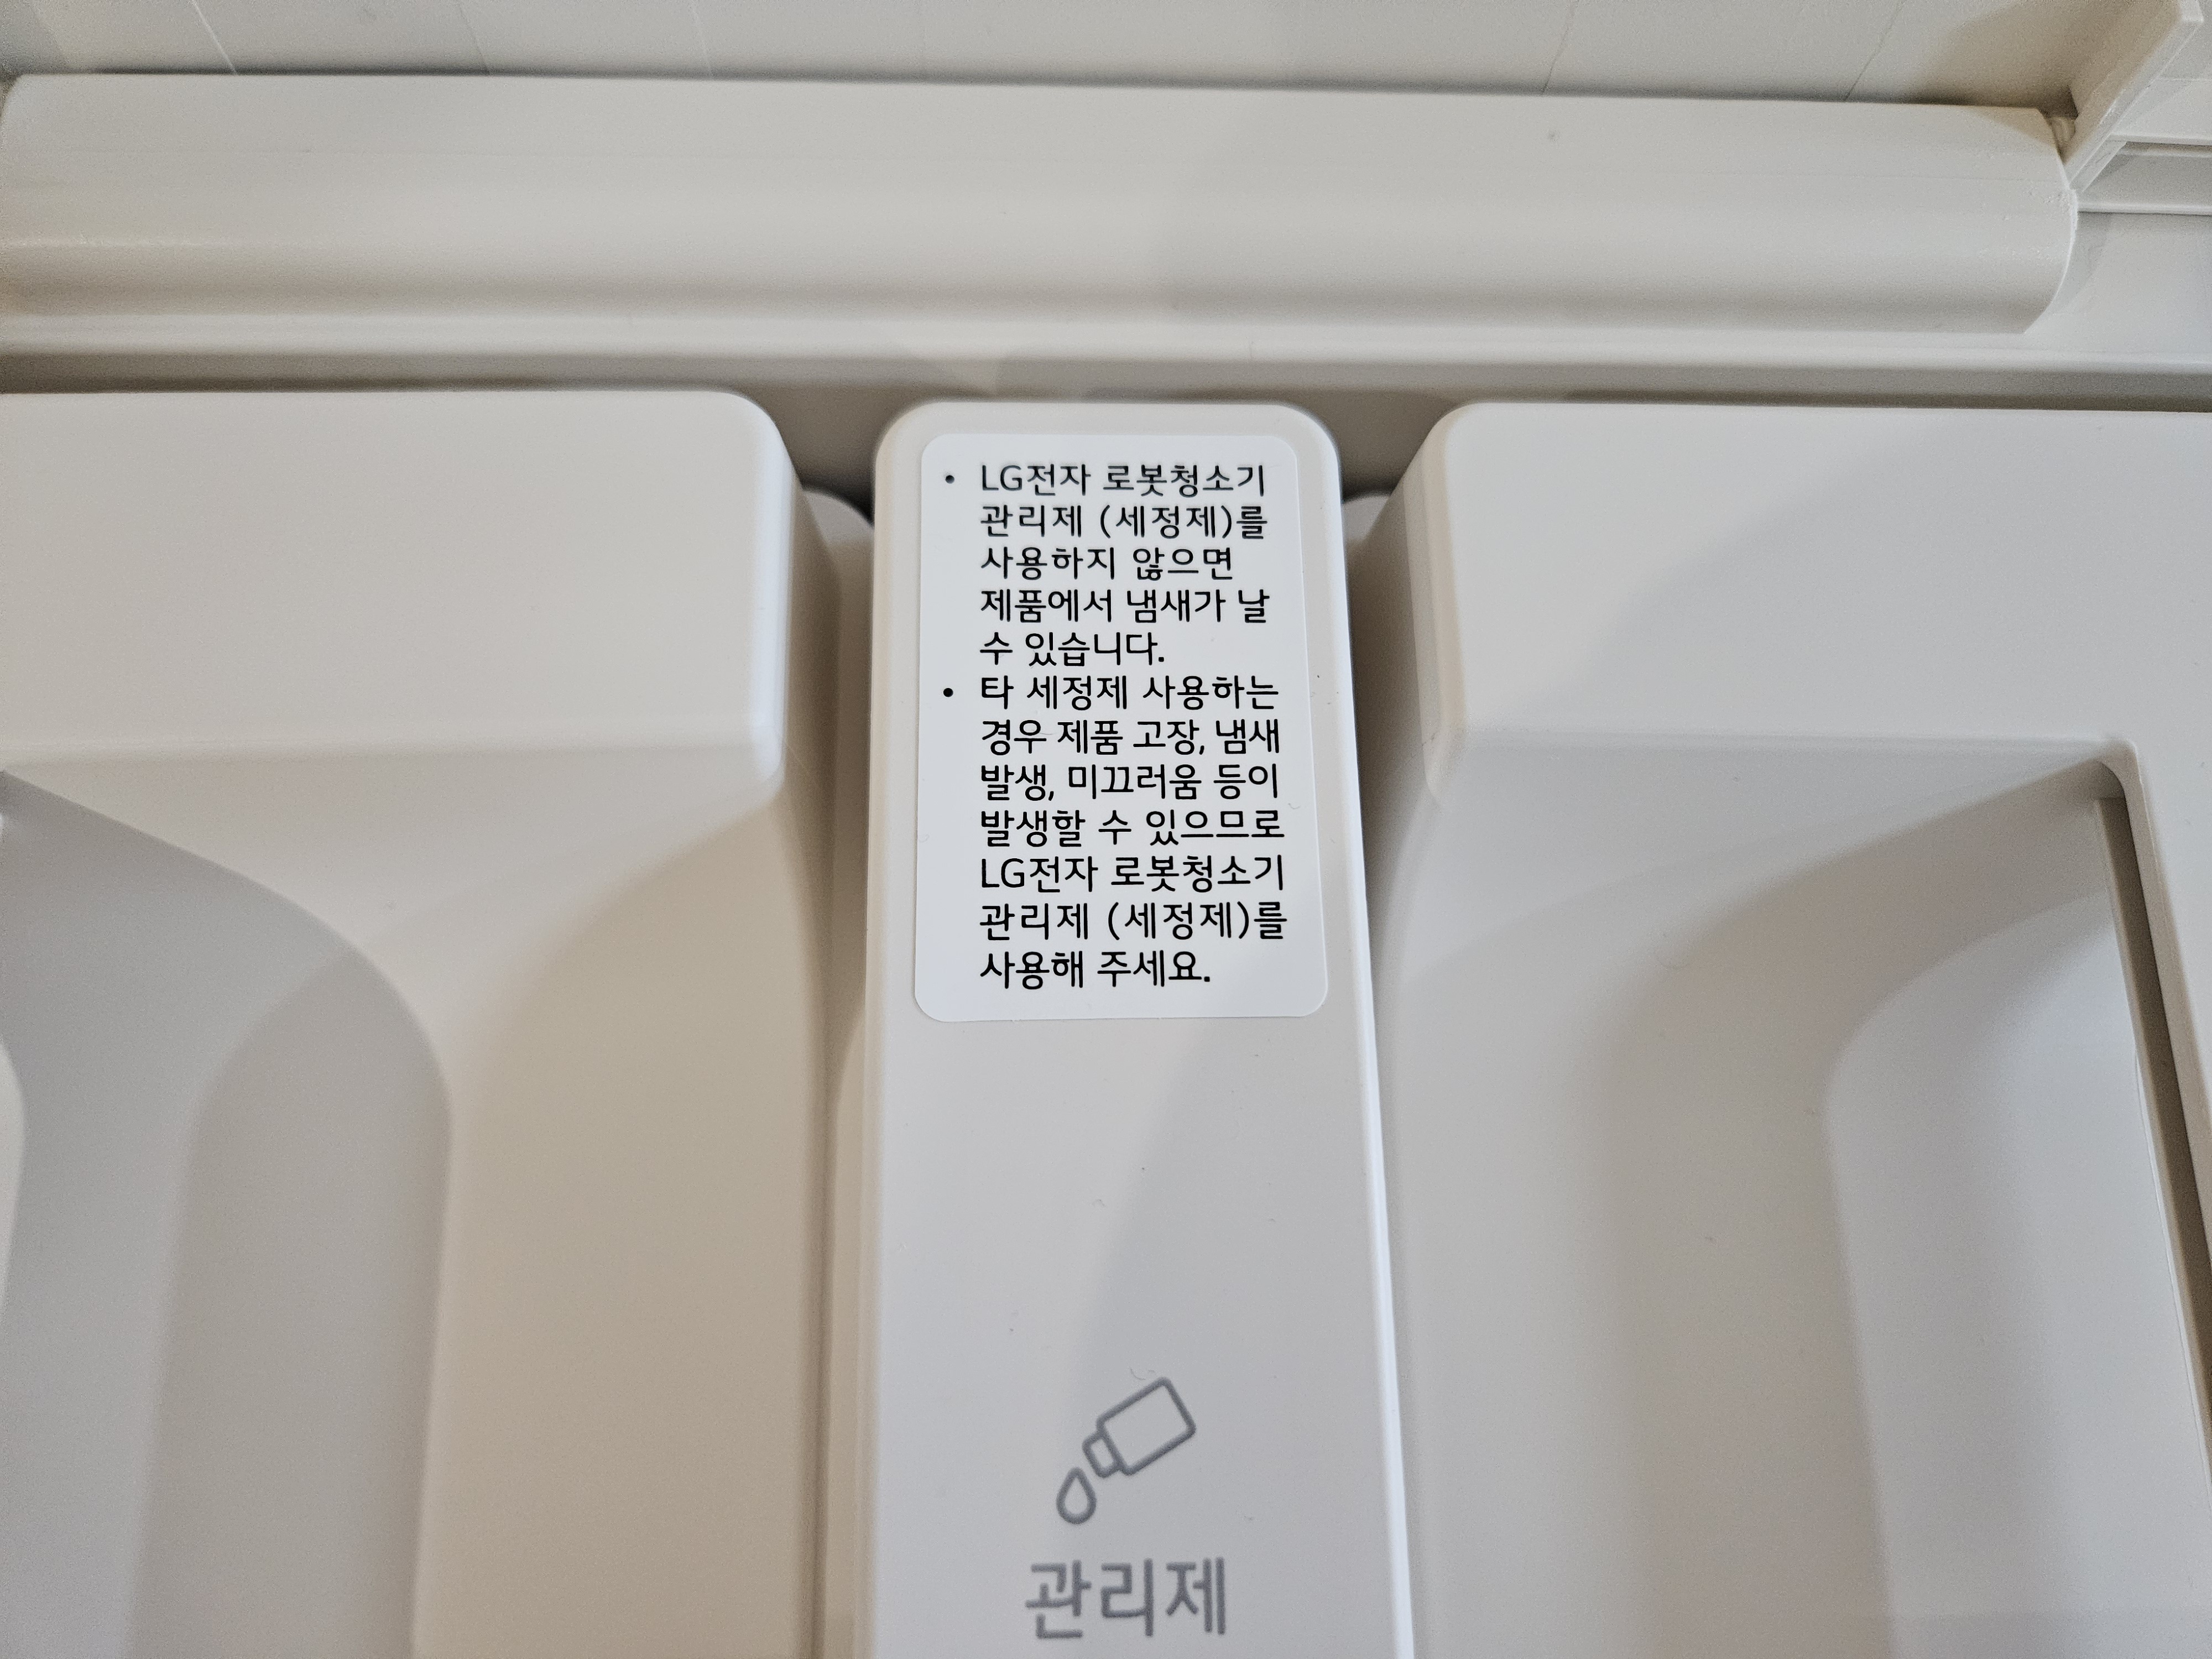 • LG전자 로봇청소기
관리제 (세정제)를
사용하지 않으면
제품에서 냄새가 날
수 있습니다.
• 타 세정제 사용하는
경우 제품 고장, 냄새
발생, 미끄러움 등이
발생할 수 있으므로
LG전자 로봇청소기
관리제 (세정제)를
사용해 주세요.
관리제